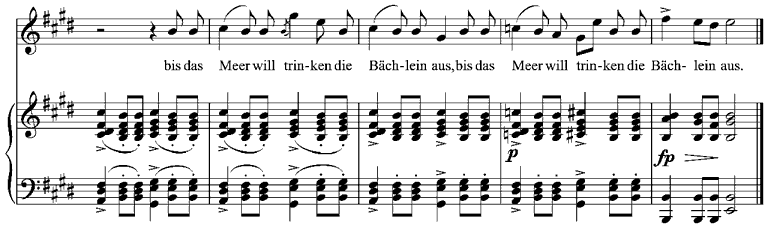 bis das Meer will trin-ken die Bäch-lein aus, bis das Meer will trin-ken die Bäch-lein aus.
p fp